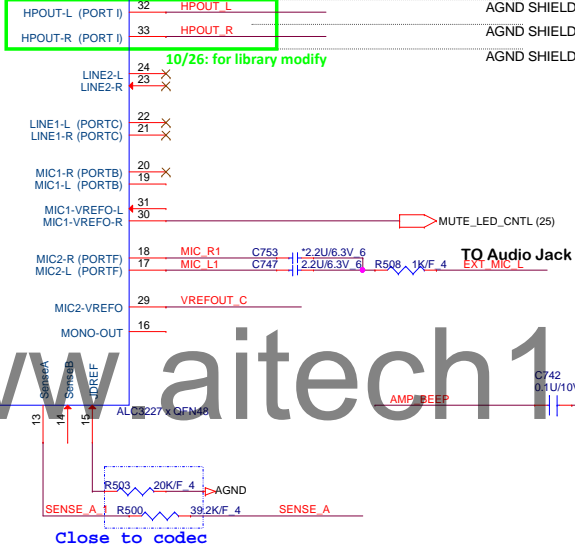 HPOUT-L (PORT I) 32 HPOUT_L AGND SHIELD
HPOUT-R (PORT I) 33 HPOUT_R AGND SHIELD
AGND SHIELD
10/26: for library modify
LINE2-L 24
LINE2-R 23
LINE1-L (PORTC) 22
LINE1-R (PORTC) 21
MIC1-R (PORTB) 20
MIC1-L (PORTB) 19
MIC1-VREFO-L 31
MIC1-VREFO-R 30 MUTE_LED_CNTL (25)
TO Audio Jack
MIC2-R (PORTF) 18 MIC_R1 C753 *2.2U/6.3V_6
MIC2-L (PORTF) 17 MIC_L1 C747 2.2U/6.3V_6 R508 1K/F_4 EXT_MIC_L
MIC2-VREFO 29 VREFOUT_C
MONO-OUT 16
www.aitech1
SenseA SenseB JDREF
13 14 15
ALC3227 x QFN48
AMP_BEEP C742
0.1U/10V
R503 20K/F_4 AGND
SENSE_A_1 R500 39.2K/F_4 SENSE_A
Close to codec